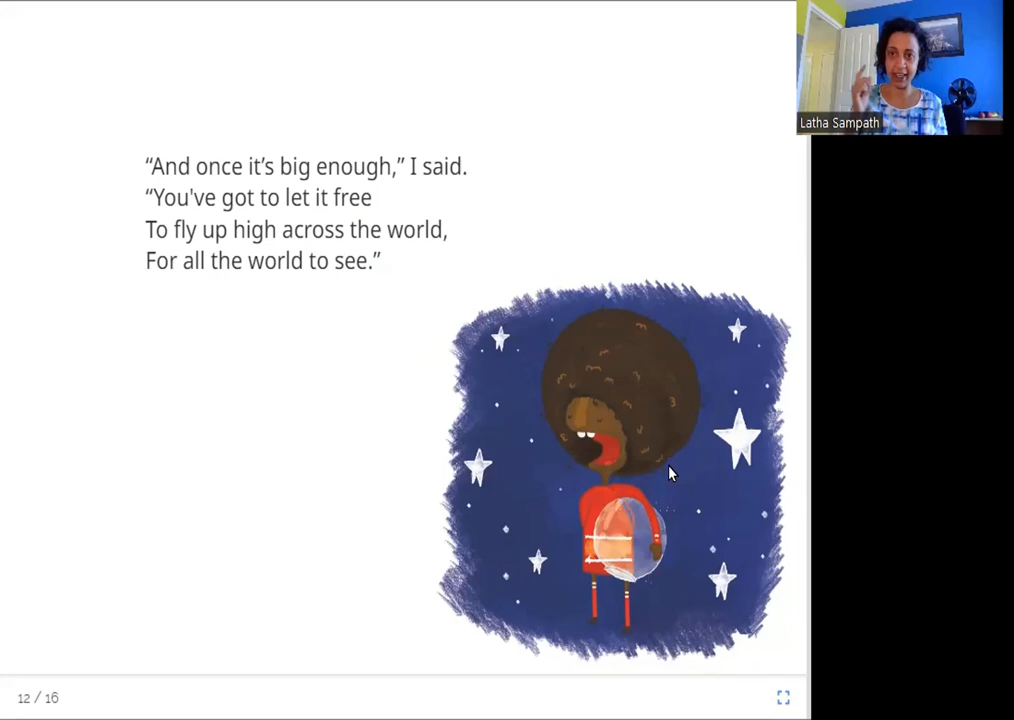 “And once it’s big enough,” I said.
“You've got to let it free
To fly up high across the world,
For all the world to see.”
Latha Sampath
12 / 16